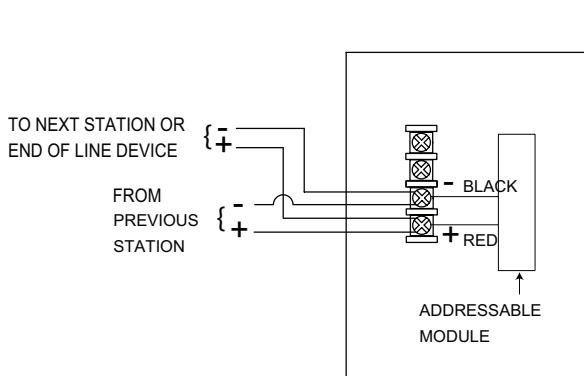 TO NEXT STATION OR
END OF LINE DEVICE
{ -
+
FROM
PREVIOUS
STATION
{ -
+
- BLACK
+ RED
ADDRESSABLE
MODULE